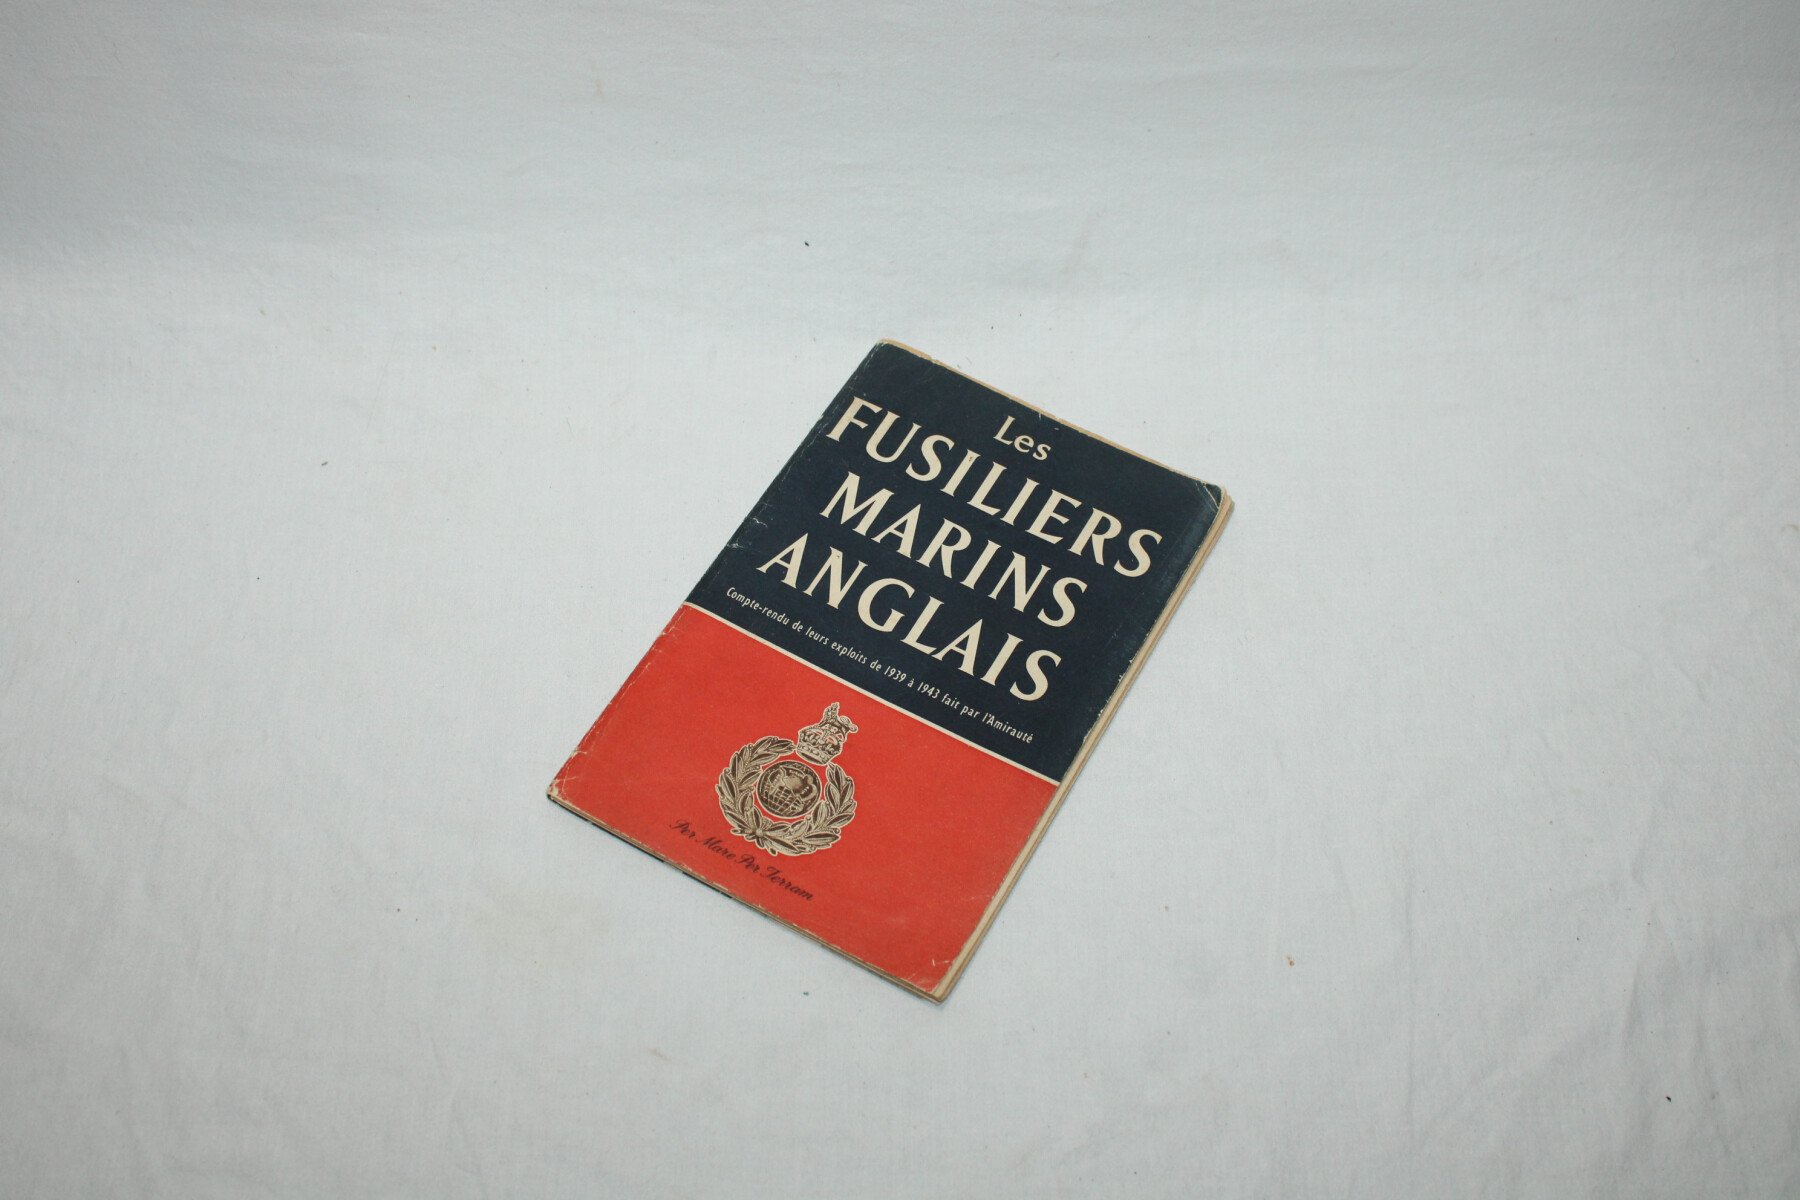 Les
FUSILIERS
MARINS
ANGLAIS
Compte-rendu de leurs exploits de 1939 à 1943 fait par l'Amirauté
Per Mare Per Terram